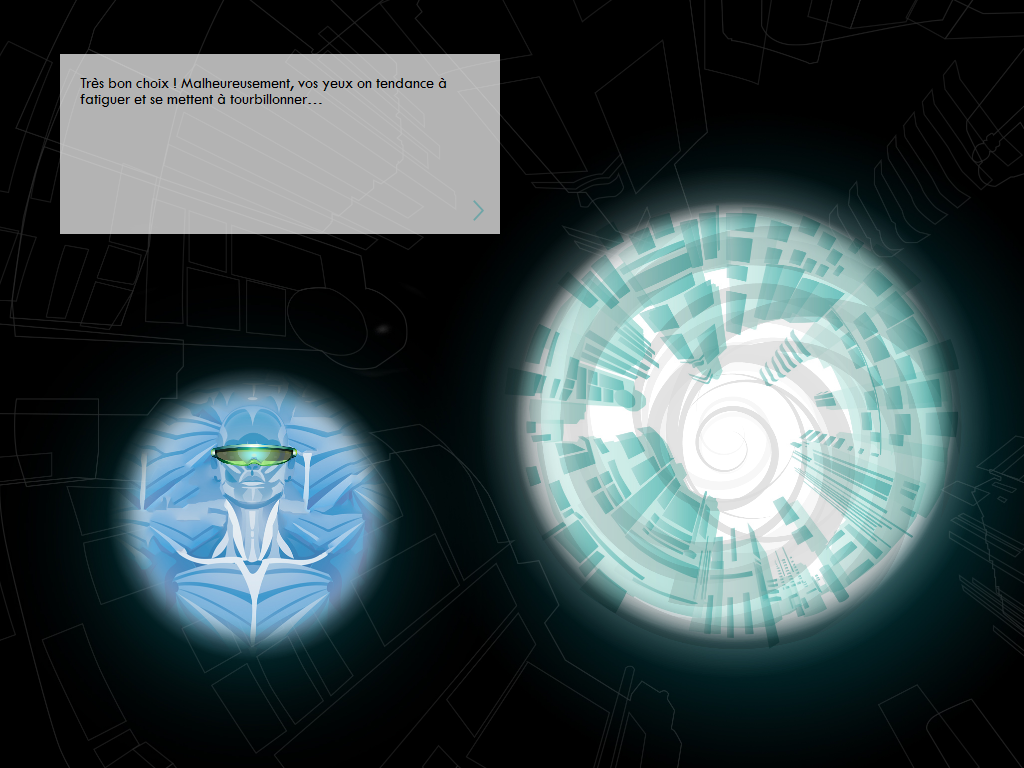 Très bon choix ! Malheureusement, vos yeux on tendance à
fatiguer et se mettent à tourbillonner…